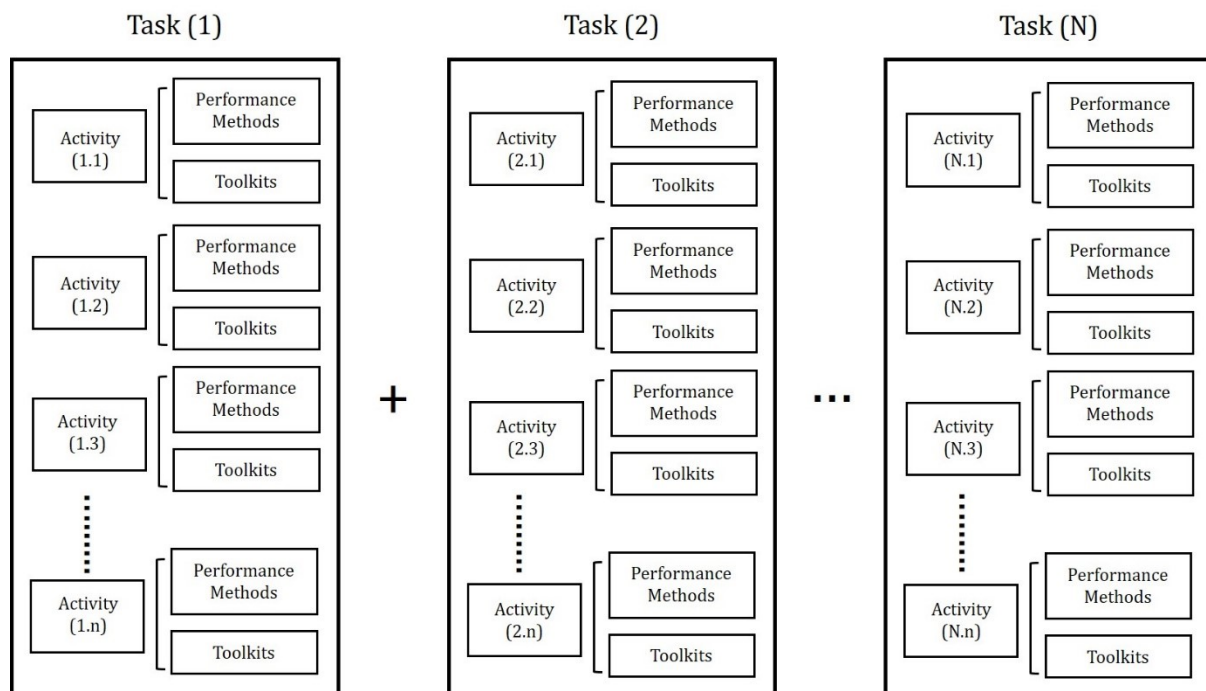 Task (1)
Activity
(1.1)
Performance
Methods
Toolkits
Activity
(1.2)
Performance
Methods
Toolkits
Activity
(1.3)
Performance
Methods
Toolkits
Activity
(1.n)
Performance
Methods
Toolkits
+
Task (2)
Activity
(2.1)
Performance
Methods
Toolkits
Activity
(2.2)
Performance
Methods
Toolkits
Activity
(2.3)
Performance
Methods
Toolkits
Activity
(2.n)
Performance
Methods
Toolkits
...
Task (N)
Activity
(N.1)
Performance
Methods
Toolkits
Activity
(N.2)
Performance
Methods
Toolkits
Activity
(N.3)
Performance
Methods
Toolkits
Activity
(N.n)
Performance
Methods
Toolkits